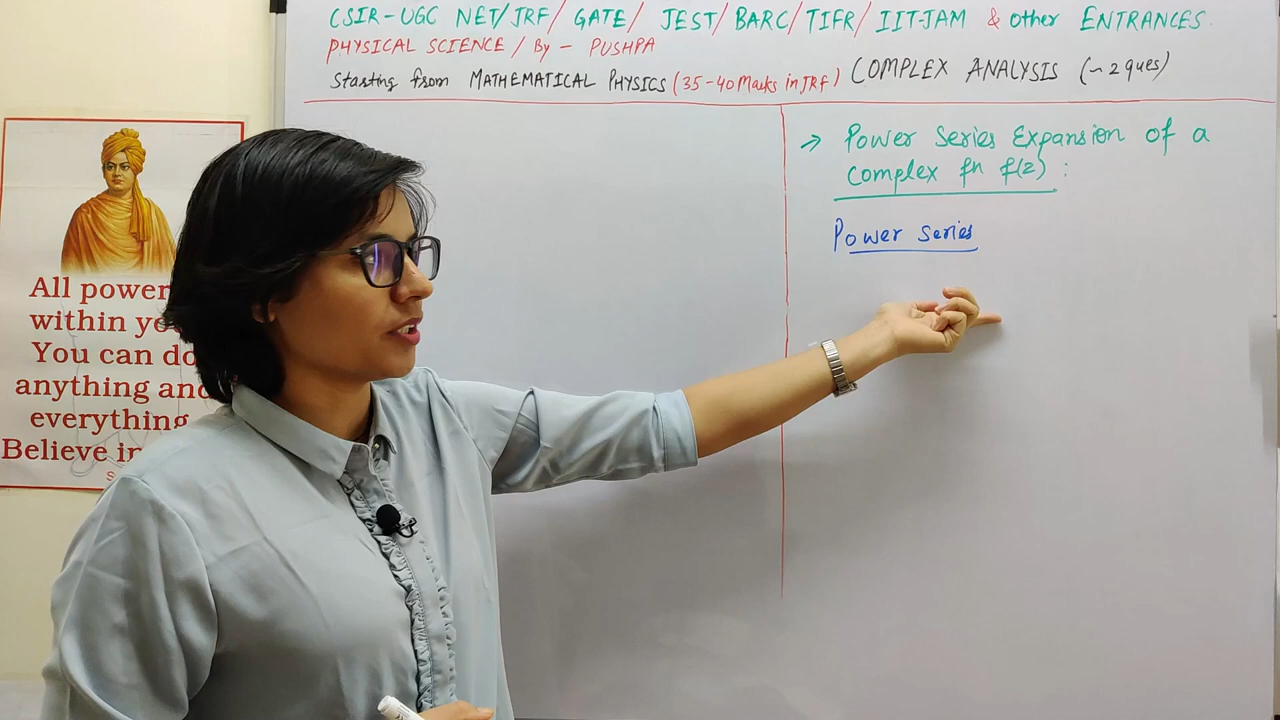 CSIR-UGC NET/JRF/ GATE/ JEST/BARC/TIFR/IIT-JAM & other ENTRANCES.
PHYSICAL SCIENCE / By - PUSHPA
Starting from MATHEMATICAL PHYSICS (35-40 Marks in JRF) COMPLEX ANALYSIS (~2 ques)
→ Power Series Expansion of a
complex fn f(z) :
Power series
All power
within yo
You can do
anything and
everything
Believe in
S